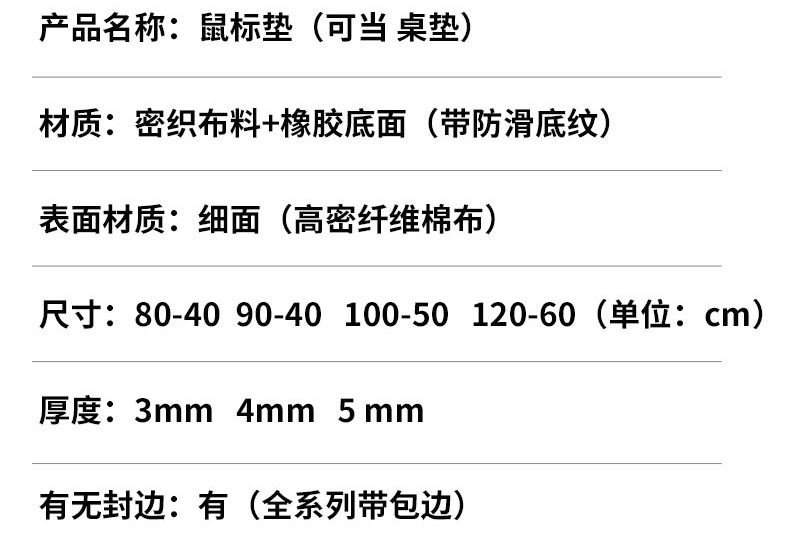 产品名称：鼠标垫（可当 桌垫）
材质：密织布料+橡胶底面（带防滑底纹）
表面材质：细面（高密纤维棉布）
尺寸：80-40 90-40 100-50 120-60（单位：cm）
厚度：3mm 4mm 5 mm
有无封边：有（全系列带包边）